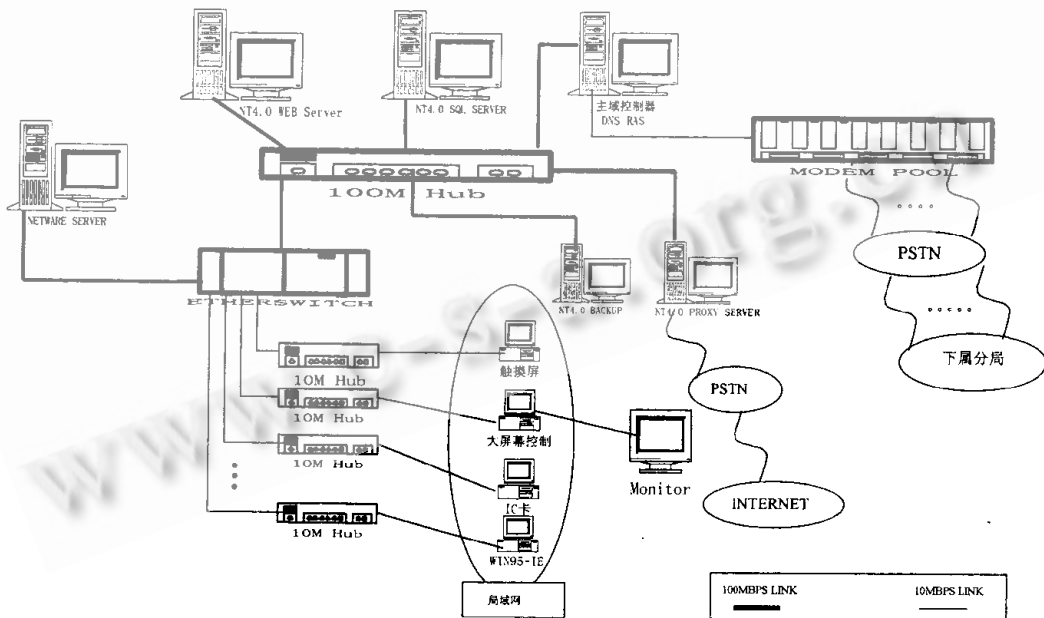 NT4.0 WEB Server
NT4.0 SQL SERVER
主域控制器
DNS RAS
MODEM POOL
100M Hub
NETWARE SERVER
PSTN
ETHERSWITCH
NT4.0 BACKUP
NT4.0 PROXY SERVER
下属分局
10M Hub
触摸屏
PSTN
10M Hub
大屏幕控制
10M Hub
IC卡
Monitor
INTERNET
10M Hub
WIN95-IE
局域网
100MBPS LINK
10MBPS LINK